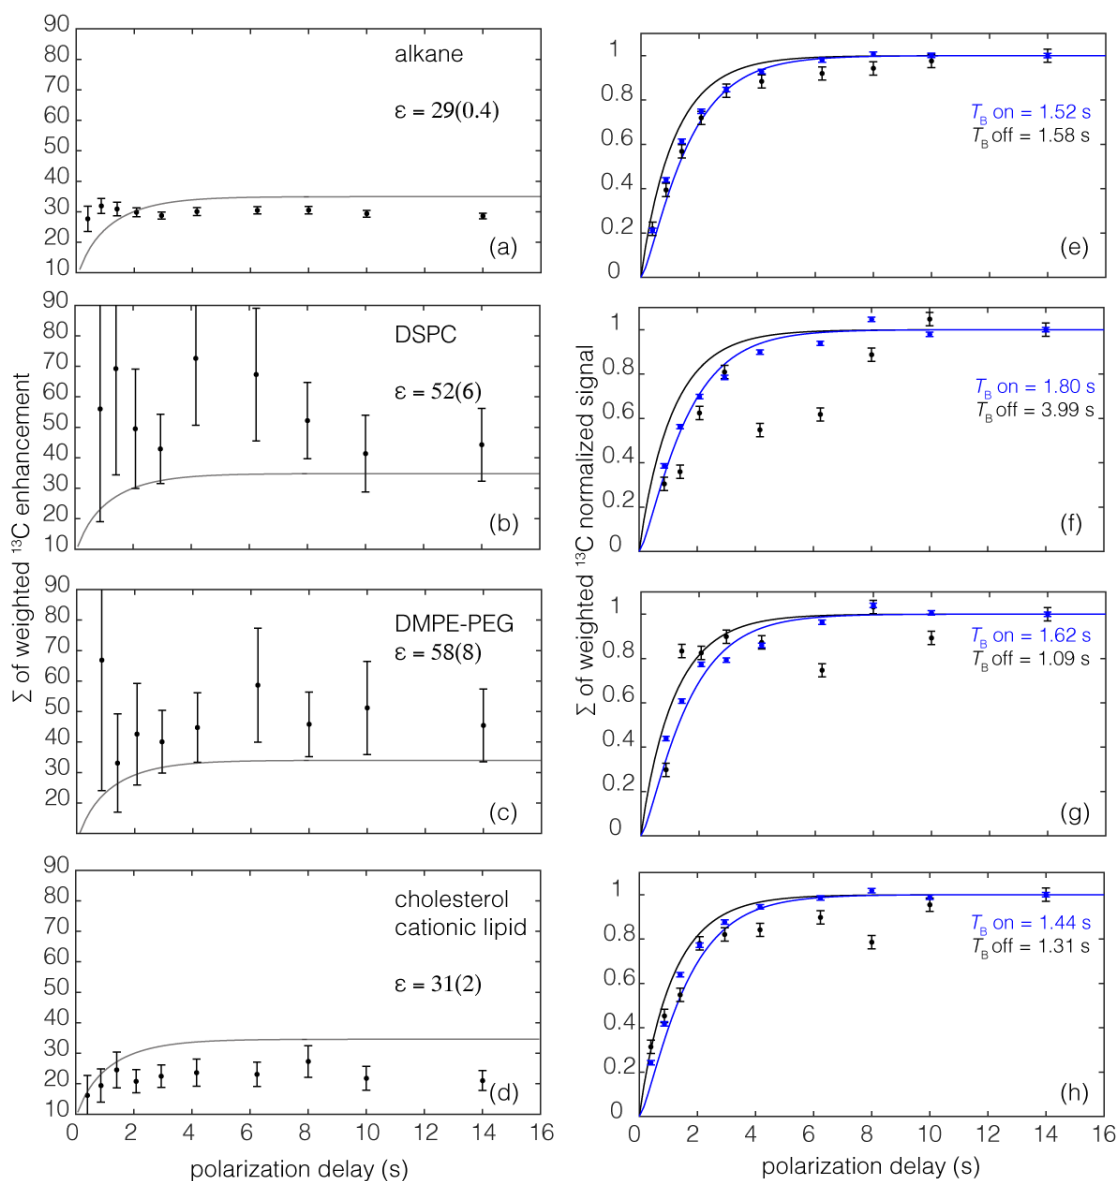 Σ of weighted ¹³C enhancement
90
80
70
60
50
40
30
20
10
alkane
ε = 29(0.4)
(a)
90
80
70
60
50
40
30
20
10
DSPC
ε = 52(6)
(b)
90
80
70
60
50
40
30
20
DMPE-PEG
ε = 58(8)
(c)
90
80
70
60
50
40
30
20
10
cholesterol
cationic lipid
ε = 31(2)
(d)
0 2 4 6 8 10 12 14 16
polarization delay (s)
Σ of weighted ¹³C normalized signal
1
0.8
0.6
0.4
0.2
0
T_B on = 1.52 s
T_B off = 1.58 s
(e)
1
0.8
0.6
0.4
0.2
0
T_B on = 1.80 s
T_B off = 3.99 s
(f)
1
0.8
0.6
0.4
0.2
0
T_B on = 1.62 s
T_B off = 1.09 s
(g)
1
0.8
0.6
0.4
0.2
0
T_B on = 1.44 s
T_B off = 1.31 s
(h)
0 2 4 6 8 10 12 14 16
polarization delay (s)